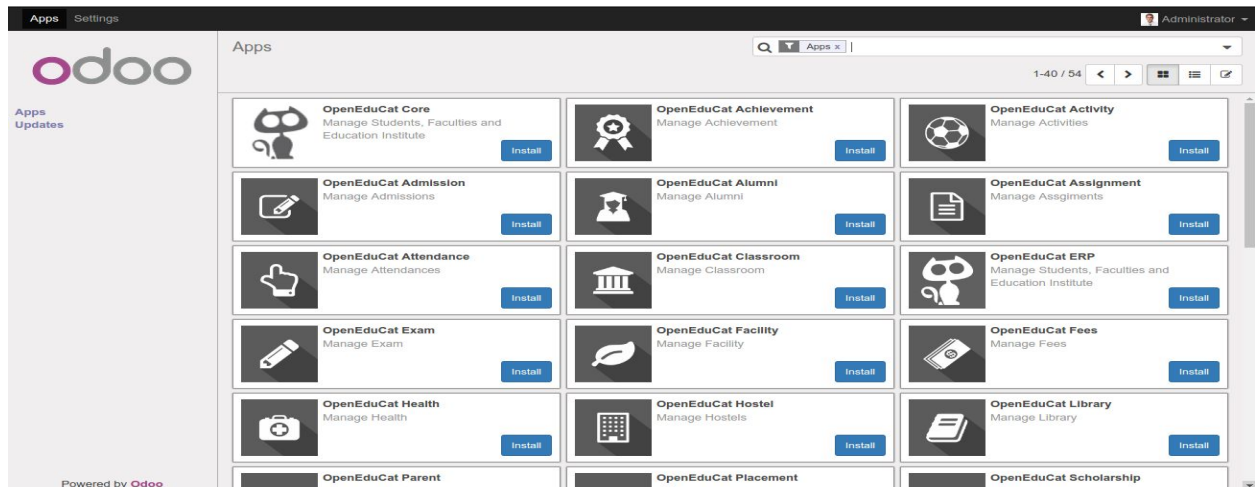 Apps Settings
Administrator
odoo
Apps
Apps x
1-40 / 54
Apps
Updates
OpenEduCat Core
Manage Students, Faculties and
Education Institute
Install
OpenEduCat Achievement
Manage Achievement
Install
OpenEduCat Activity
Manage Activities
Install
OpenEduCat Admission
Manage Admissions
Install
OpenEduCat Alumni
Manage Alumni
Install
OpenEduCat Assignment
Manage Assgiments
Install
OpenEduCat Attendance
Manage Attendances
Install
OpenEduCat Classroom
Manage Classroom
Install
OpenEduCat ERP
Manage Students, Faculties and
Education Institute
Install
OpenEduCat Exam
Manage Exam
Install
OpenEduCat Facility
Manage Facility
Install
OpenEduCat Fees
Manage Fees
Install
OpenEduCat Health
Manage Health
Install
OpenEduCat Hostel
Manage Hostels
Install
OpenEduCat Library
Manage Library
Install
OpenEduCat Parent
OpenEduCat Placement
OpenEduCat Scholarship
Powered by Odoo